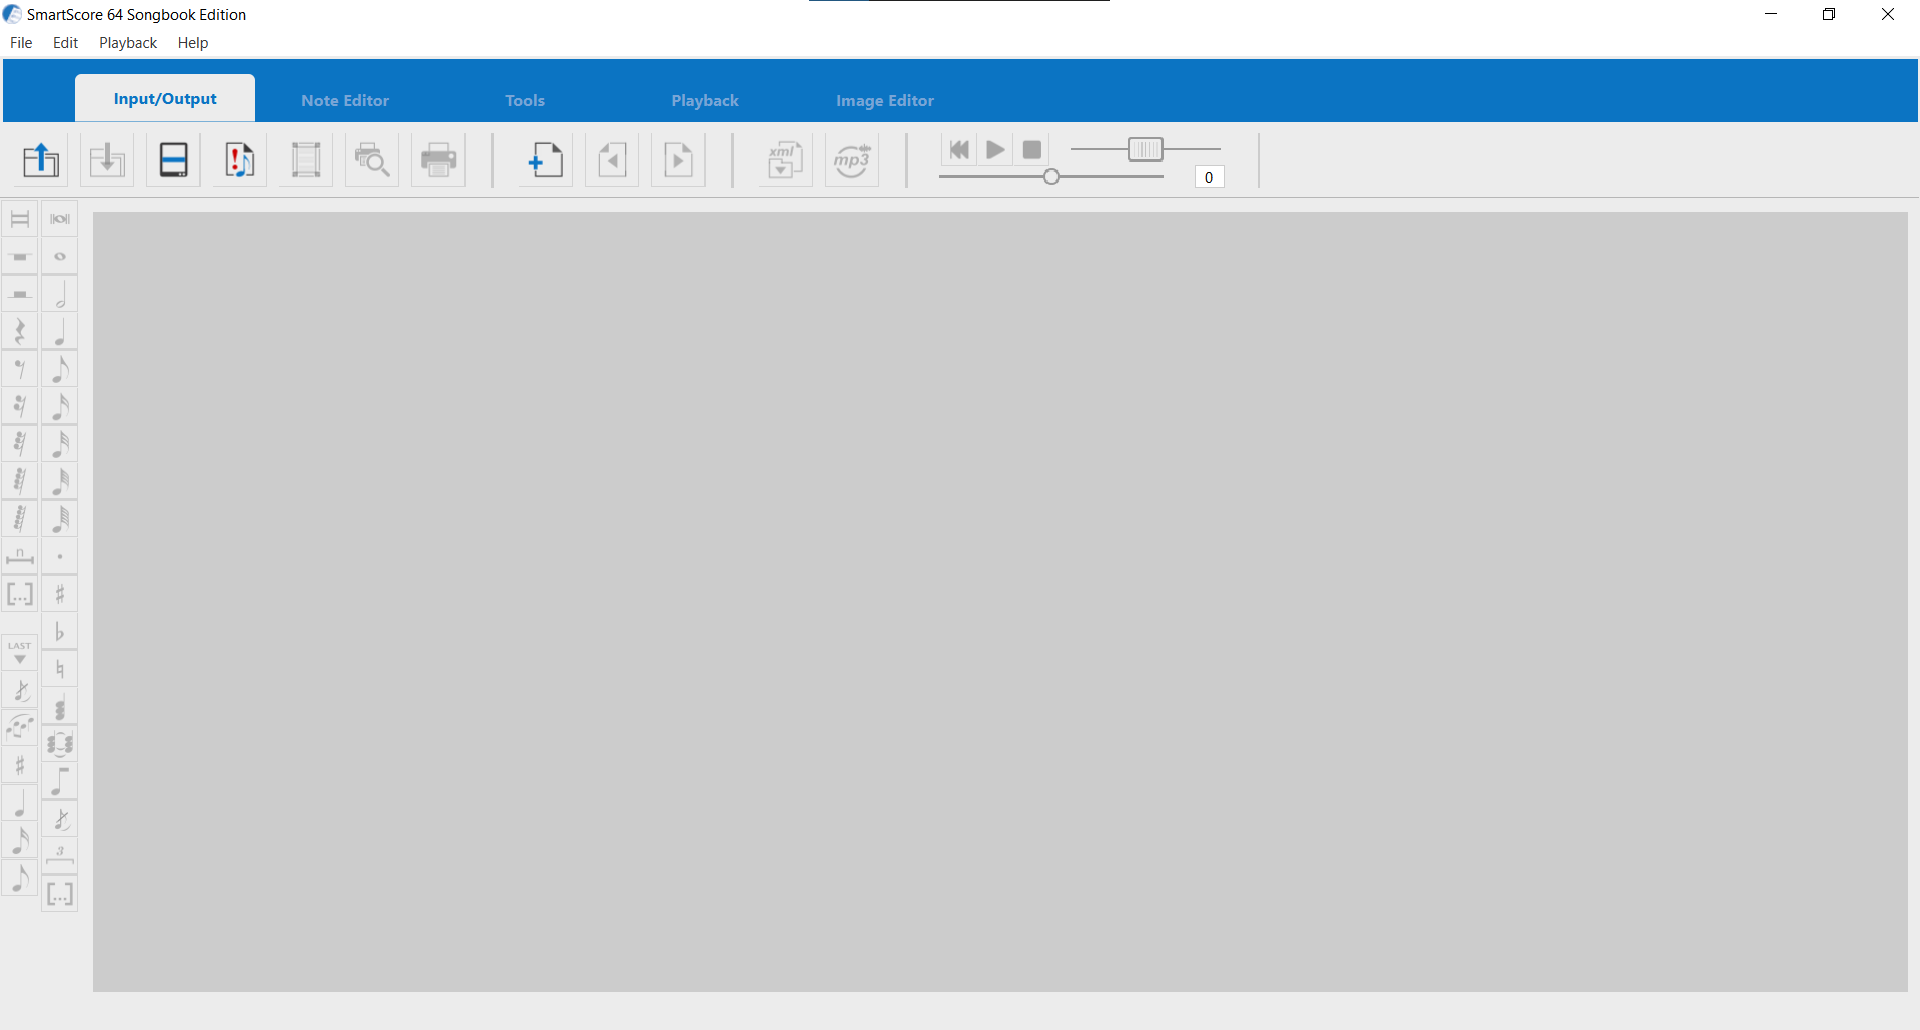 SmartScore 64 Songbook Edition
File Edit Playback Help
Input/Output Note Editor Tools Playback Image Editor
xml mp3
0
n
[...]
LAST
3
[...]